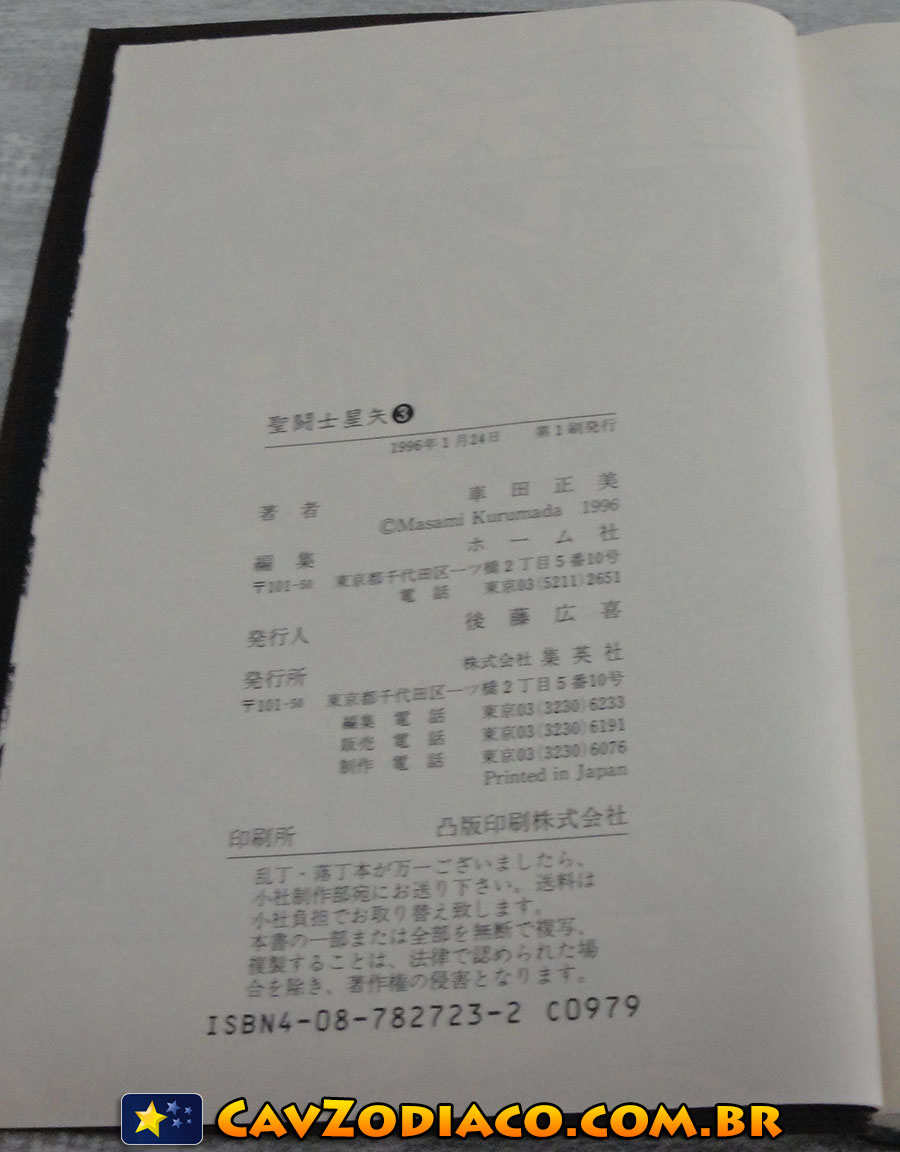 聖闘士星矢❸
1996年1月24日 第1刷発行
著者 車田正美
©Masami Kurumada 1996
編集 ホーム社
〒101-50 東京都千代田区一ツ橋2丁目5番10号
電話 東京03(5211)2651
発行人 後藤広喜
発行所 株式会社 集英社
〒101-50 東京都千代田区一ツ橋2丁目5番10号
編集 電話 東京03(3230)6233
販売 電話 東京03(3230)6191
制作 電話 東京03(3230)6076
Printed in Japan
印刷所 凸版印刷株式会社
乱丁・落丁本が万一ございましたら、
小社制作部宛にお送り下さい。送料は
小社負担でお取り替え致します。
本書の一部または全部を無断で複写、
複製することは、法律で認められた場
合を除き、著作権の侵害となります。
ISBN4-08-782723-2 C0979
CAVZODIACO.COM.BR